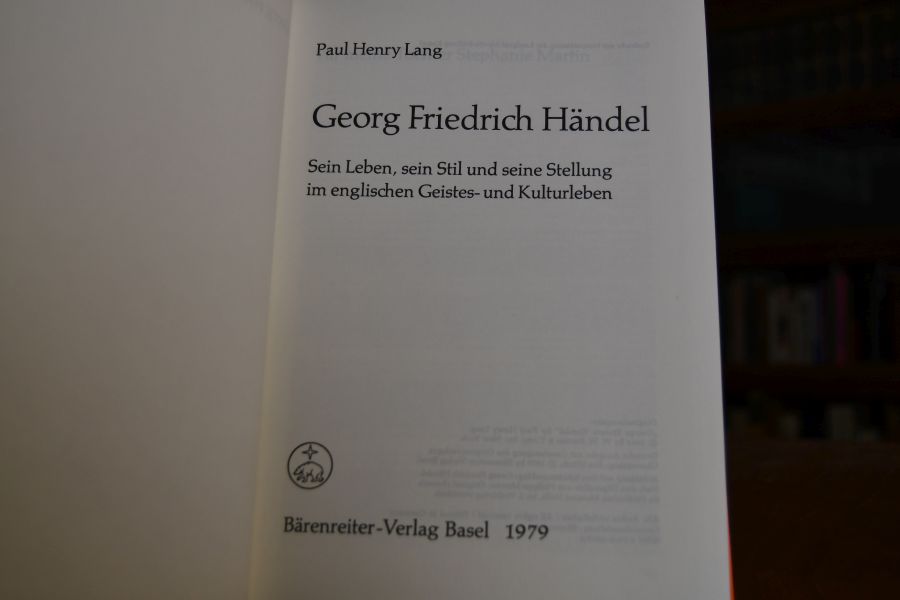 Paul Henry Lang
Georg Friedrich Händel
Sein Leben, sein Stil und seine Stellung
im englischen Geistes- und Kulturleben
Bärenreiter-Verlag Basel 1979